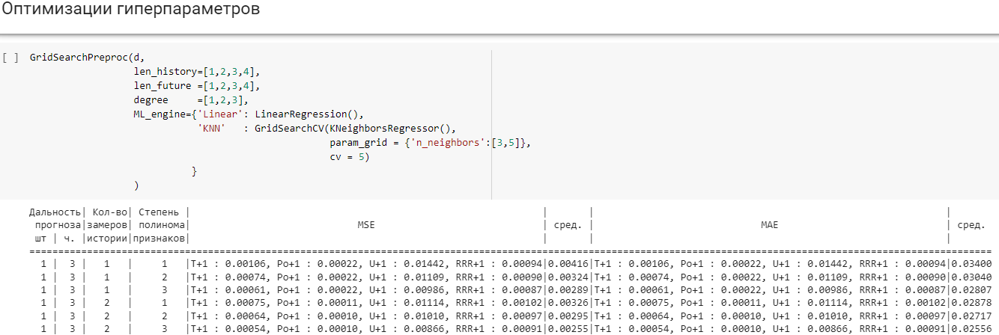 Оптимизации гиперпараметров
[ ] GridSearchPreproc(d,
len_history=[1,2,3,4],
len_future =[1,2,3,4],
degree     =[1,2,3],
ML_engine={'Linear': LinearRegression(),
'KNN'   : GridSearchCV(KNeighborsRegressor(),
param_grid = {'n_neighbors':[3,5]},
cv = 5)
}
)
Дальность| Кол-во| Степень | | | |
прогноза|замеров| полинома| MSE | сред. | MAE | сред.
шт | ч. |истории|признаков| | | |
================================================================
1 | 3 | 1 | 1 |T+1 : 0.00106, Po+1 : 0.00022, U+1 : 0.01442, RRR+1 : 0.00094|0.00416|T+1 : 0.00106, Po+1 : 0.00022, U+1 : 0.01442, RRR+1 : 0.00094|0.03400
1 | 3 | 1 | 2 |T+1 : 0.00074, Po+1 : 0.00022, U+1 : 0.01109, RRR+1 : 0.00090|0.00324|T+1 : 0.00074, Po+1 : 0.00022, U+1 : 0.01109, RRR+1 : 0.00090|0.03040
1 | 3 | 1 | 3 |T+1 : 0.00061, Po+1 : 0.00022, U+1 : 0.00986, RRR+1 : 0.00087|0.00289|T+1 : 0.00061, Po+1 : 0.00022, U+1 : 0.00986, RRR+1 : 0.00087|0.02807
1 | 3 | 2 | 1 |T+1 : 0.00075, Po+1 : 0.00011, U+1 : 0.01114, RRR+1 : 0.00102|0.00326|T+1 : 0.00075, Po+1 : 0.00011, U+1 : 0.01114, RRR+1 : 0.00102|0.02878
1 | 3 | 2 | 2 |T+1 : 0.00064, Po+1 : 0.00010, U+1 : 0.01010, RRR+1 : 0.00097|0.00295|T+1 : 0.00064, Po+1 : 0.00010, U+1 : 0.01010, RRR+1 : 0.00097|0.02717
1 | 3 | 2 | 3 |T+1 : 0.00054, Po+1 : 0.00010, U+1 : 0.00866, RRR+1 : 0.00091|0.00255|T+1 : 0.00054, Po+1 : 0.00010, U+1 : 0.00866, RRR+1 : 0.00091|0.02556